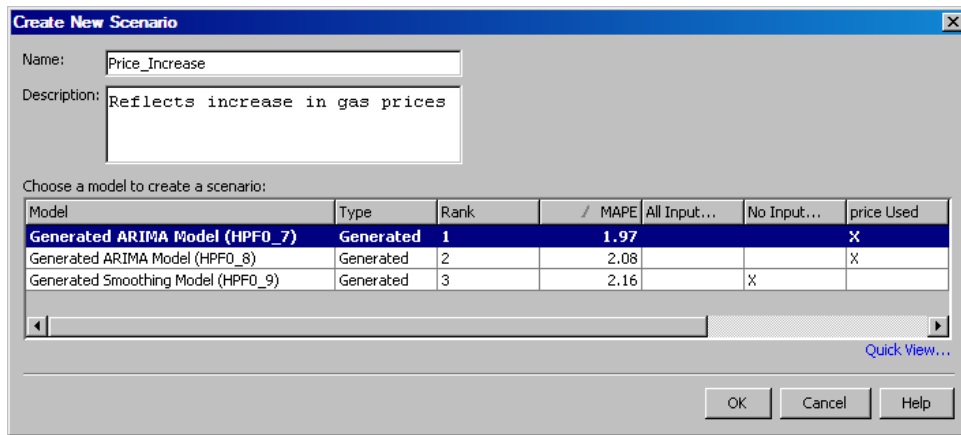 Create New Scenario
Name: Price_Increase
Description: Reflects increase in gas prices
Choose a model to create a scenario:
Model Type Rank MAPE All Input... No Input... price Used
Generated ARIMA Model (HPF0_7) Generated 1 1.97 X
Generated ARIMA Model (HPF0_8) Generated 2 2.08 X
Generated Smoothing Model (HPF0_9) Generated 3 2.16 X
Quick View...
OK Cancel Help